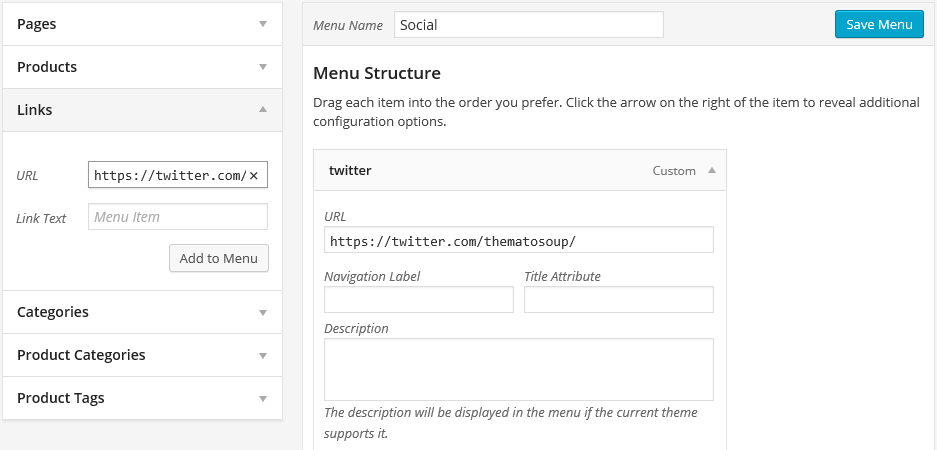 Pages
Products
Links
URL
https://twitter.com/
Link Text
Menu Item
Add to Menu
Categories
Product Categories
Product Tags
Menu Name
Social
Save Menu
Menu Structure
Drag each item into the order you prefer. Click the arrow on the right of the item to reveal additional
configuration options.
twitter
Custom
URL
https://twitter.com/thematosoup/
Navigation Label
Title Attribute
Description
The description will be displayed in the menu if the current theme
supports it.